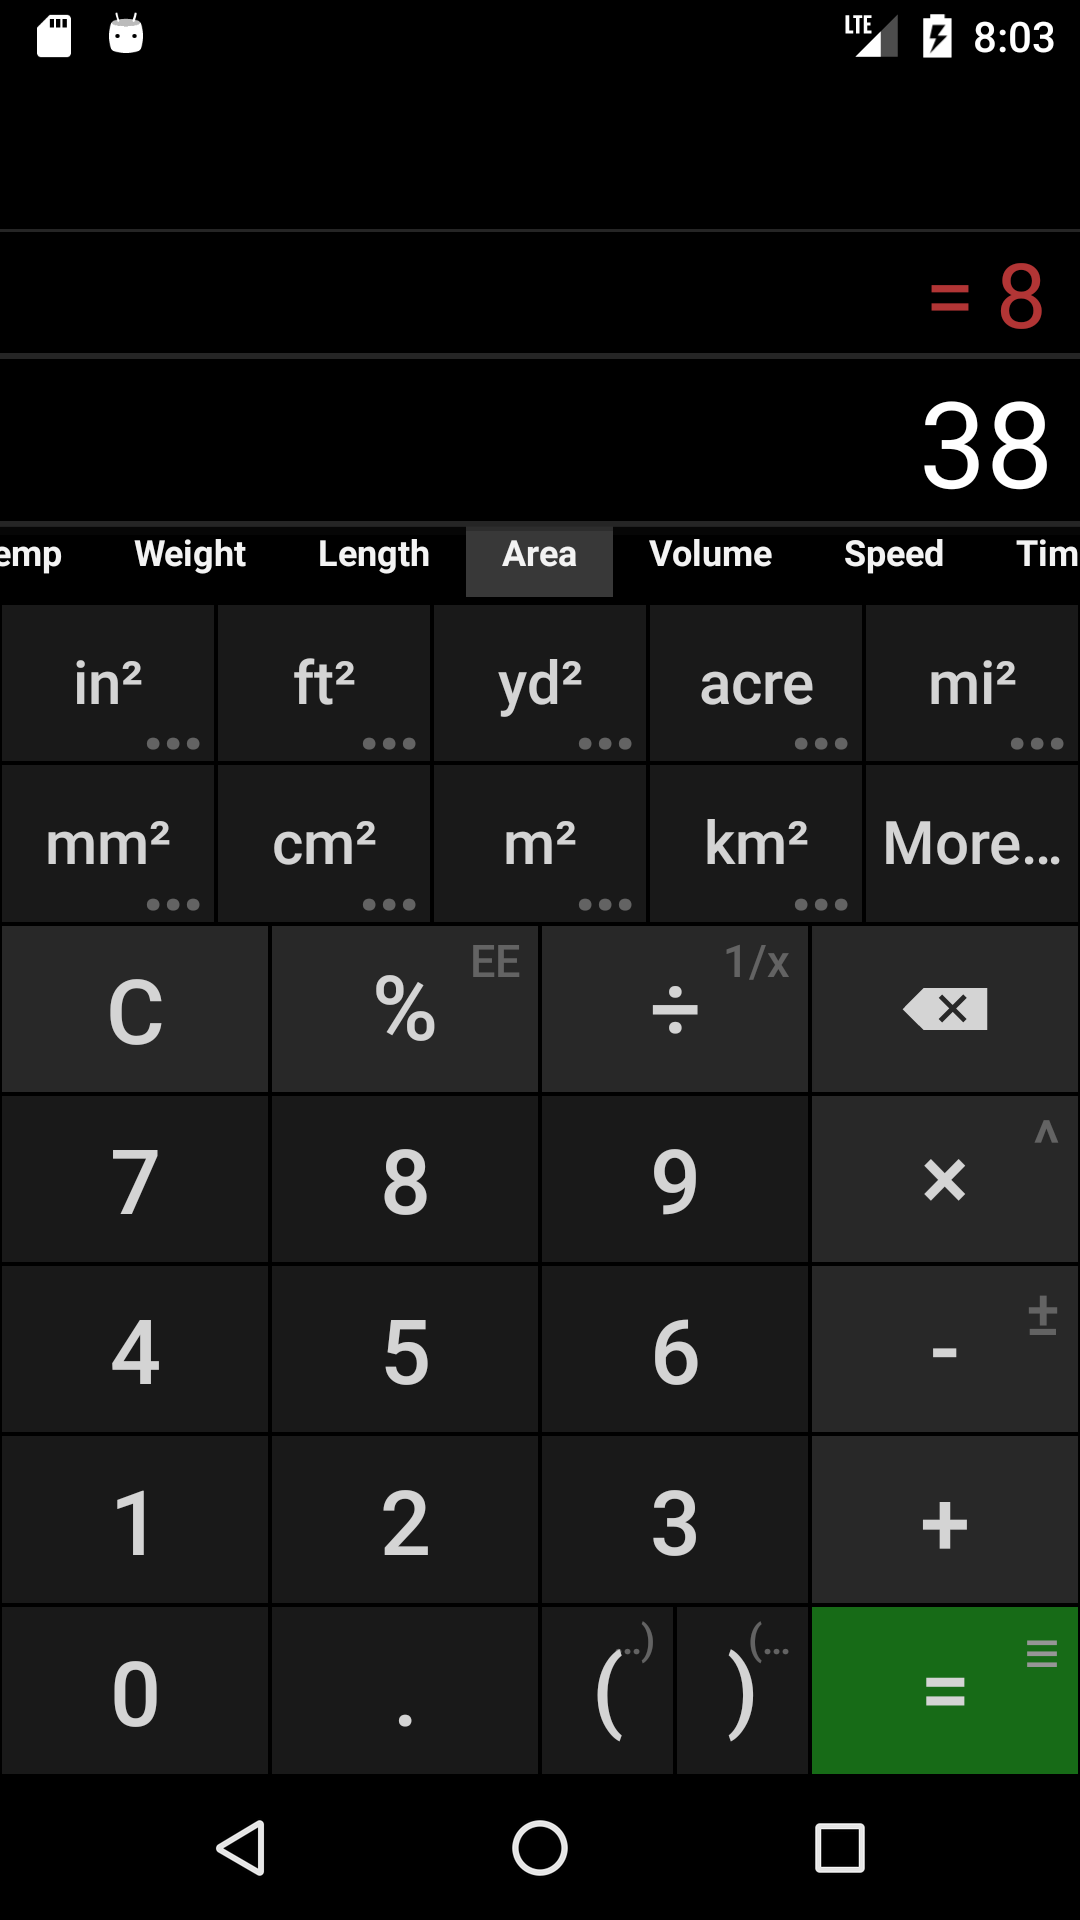 LTE 8:03
= 8
38
emp Weight Length Area Volume Speed Tim
in² ft² yd² acre mi²
mm² cm² m² km² More...
C % EE ÷ 1/x
7 8 9 × ^
4 5 6 - ±
1 2 3 +
0 . ( ..) ) (... =